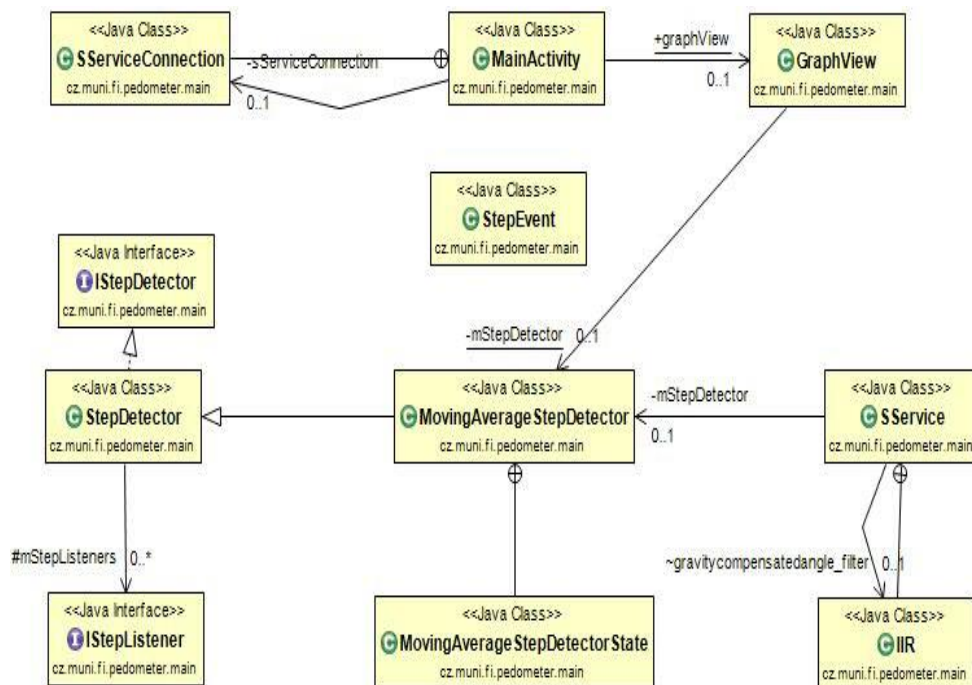 <<Java Class>>
SServiceConnection
cz.muni.fi.pedometer.main
-sServiceConnection
0..1
<<Java Class>>
MainActivity
cz.muni.fi.pedometer.main
+graphView
0..1
<<Java Class>>
GraphView
cz.muni.fi.pedometer.main
<<Java Class>>
StepEvent
cz.muni.fi.pedometer.main
<<Java Interface>>
IStepDetector
cz.muni.fi.pedometer.main
-mStepDetector 0..1
<<Java Class>>
StepDetector
cz.muni.fi.pedometer.main
<<Java Class>>
MovingAverageStepDetector
cz.muni.fi.pedometer.main
-mStepDetector
0..1
<<Java Class>>
SService
cz.muni.fi.pedometer.main
#mStepListeners 0..*
~gravitycompensatedangle_filter 0..1
<<Java Interface>>
IStepListener
cz.muni.fi.pedometer.main
<<Java Class>>
MovingAverageStepDetectorState
cz.muni.fi.pedometer.main
<<Java Class>>
IIR
cz.muni.fi.pedometer.main